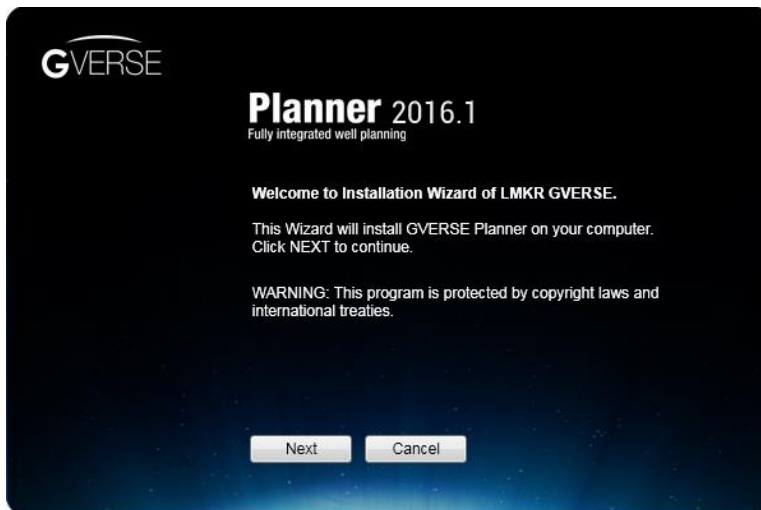 GVERSE
Planner 2016.1
Fully integrated well planning
Welcome to Installation Wizard of LMKR GVERSE.
This Wizard will install GVERSE Planner on your computer.
Click NEXT to continue.
WARNING: This program is protected by copyright laws and
international treaties.
Next Cancel